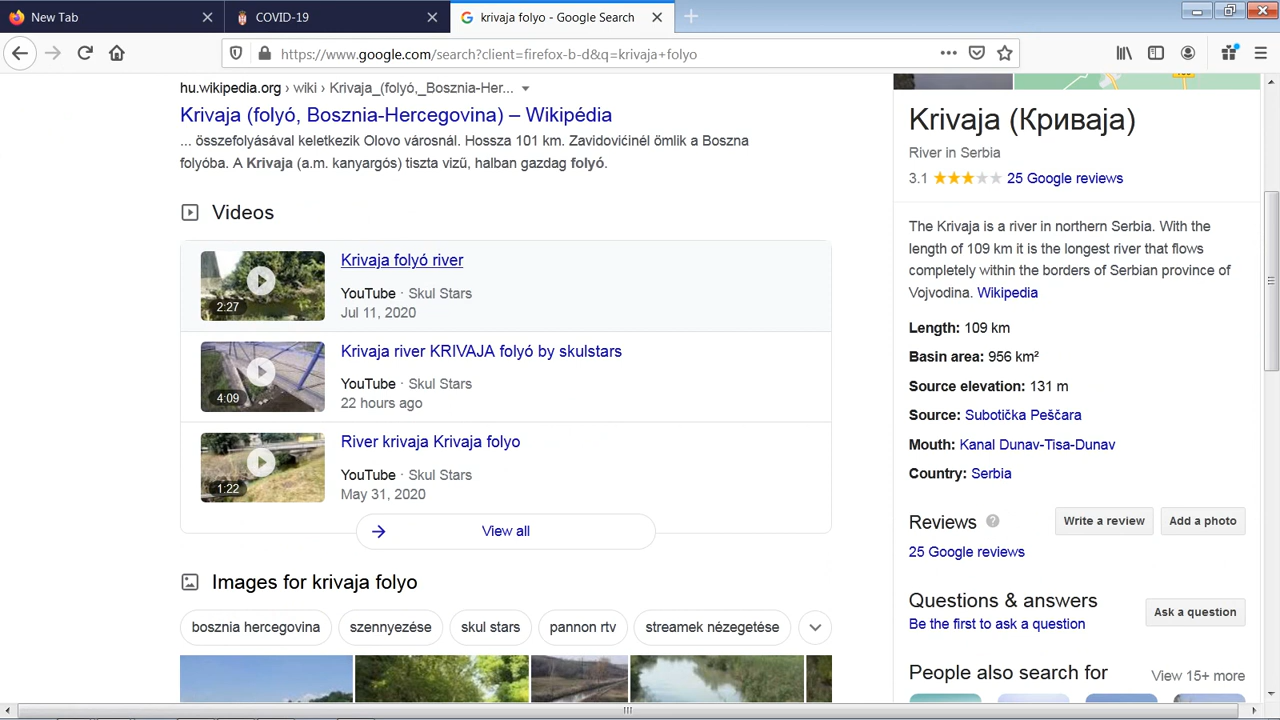 New Tab
COVID-19
krivaja folyo - Google Search
https://www.google.com/search?client=firefox-b-d&q=krivaja+folyo
hu.wikipedia.org › wiki › Krivaja_(folyó,_Bosznia-Her...
Krivaja (folyó, Bosznia-Hercegovina) – Wikipédia
... összefolyásával keletkezik Olovo városnál. Hossza 101 km. Zavidovićinél ömlik a Boszna
folyóba. A Krivaja (a.m. kanyargós) tiszta vizű, halban gazdag folyó.
Videos
2:27
Krivaja folyó river
YouTube · Skul Stars
Jul 11, 2020
4:09
Krivaja river KRIVAJA folyó by skulstars
YouTube · Skul Stars
22 hours ago
1:22
River krivaja Krivaja folyo
YouTube · Skul Stars
May 31, 2020
View all
Images for krivaja folyo
bosznia hercegovina
szennyezése
skul stars
pannon rtv
streamek nézegetése
Krivaja (Криваја)
River in Serbia
3.1 25 Google reviews
The Krivaja is a river in northern Serbia. With the
length of 109 km it is the longest river that flows
completely within the borders of Serbian province of
Vojvodina. Wikipedia
Length: 109 km
Basin area: 956 km²
Source elevation: 131 m
Source: Subotička Peščara
Mouth: Kanal Dunav-Tisa-Dunav
Country: Serbia
Reviews
Write a review
Add a photo
25 Google reviews
Questions & answers
Be the first to ask a question
Ask a question
People also search for
View 15+ more